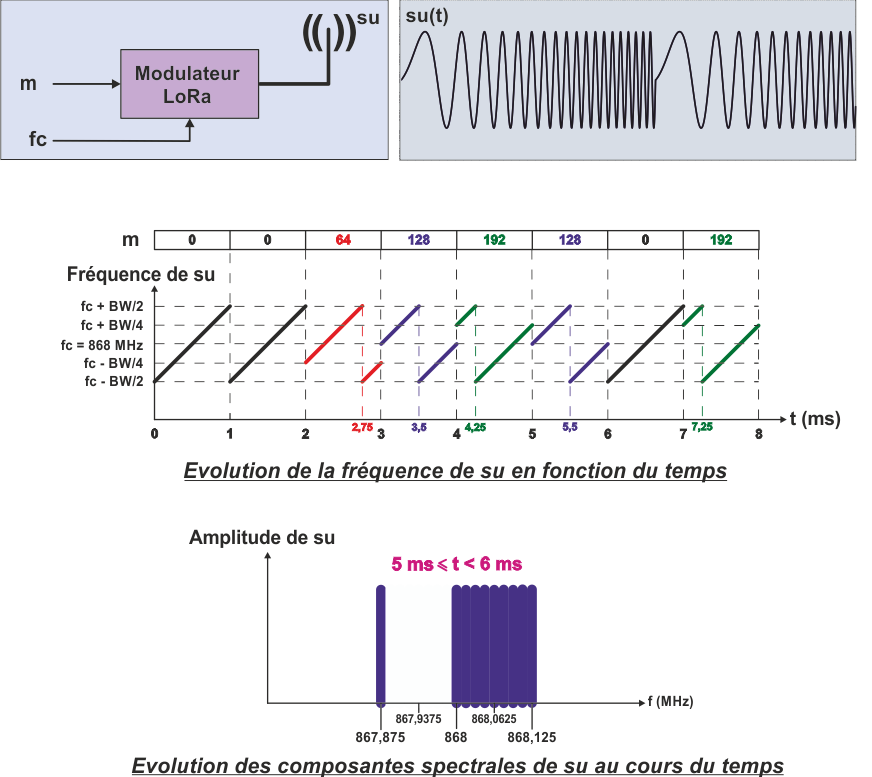 su
su(t)
m
Modulateur
LoRa
fc
m 0 0 64 128 192 128 0 192
Fréquence de su
fc + BW/2
fc + BW/4
fc = 868 MHz
fc - BW/4
fc - BW/2
t (ms)
0 1 2 2,75 3 3,5 4 4,25 5 5,5 6 7 7,25 8
Evolution de la fréquence de su en fonction du temps
Amplitude de su
5 ms ⩽ t < 6 ms
f (MHz)
867,9375 868,0625
867,875 868 868,125
Evolution des composantes spectrales de su au cours du temps